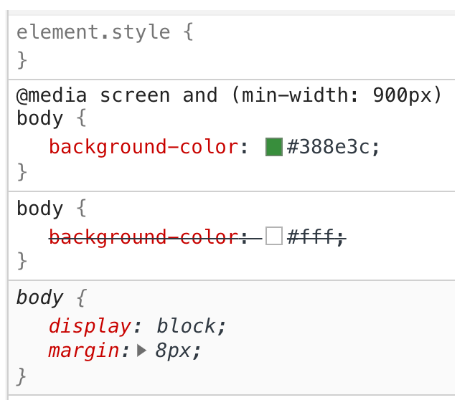 element.style {
}
@media screen and (min-width: 900px)
body {
background-color: #388e3c;
}
body {
background-color: #fff;
}
body {
display: block;
margin: 8px;
}